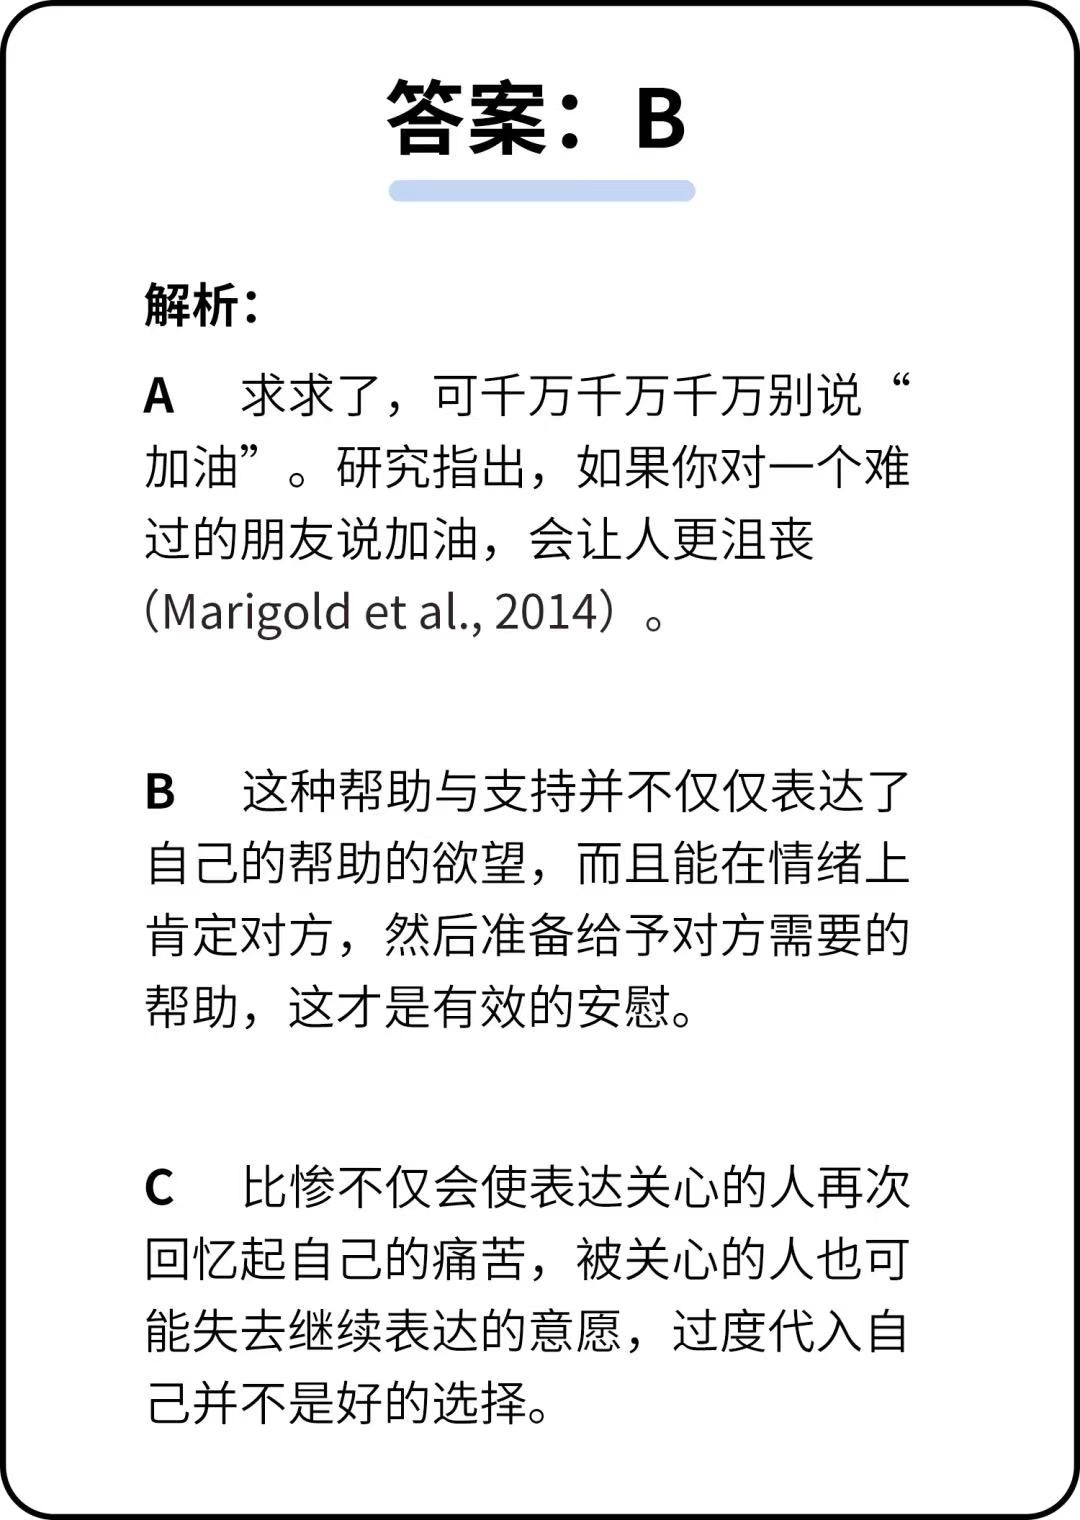 答案：B
解析：
A 求求了，可千万千万千万别说“
加油”。研究指出，如果你对一个难
过的朋友说加油，会让人更沮丧
（Marigold et al., 2014）。
B 这种帮助与支持并不仅仅表达了
自己的帮助的欲望，而且能在情绪上
肯定对方，然后准备给予对方需要的
帮助，这才是有效的安慰。
C 比惨不仅会使表达关心的人再次
回忆起自己的痛苦，被关心的人也可
能失去继续表达的意愿，过度代入自
己并不是好的选择。